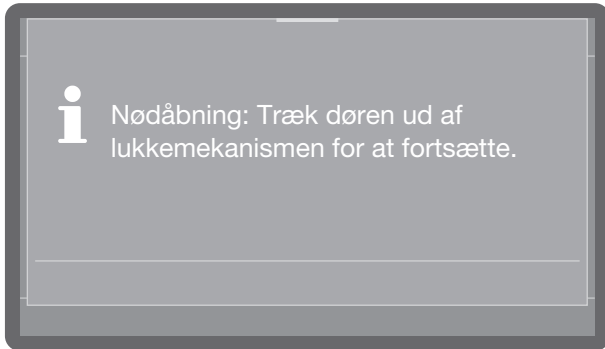 Nødåbning: Træk døren ud af
lukkemekanismen for at fortsætte.